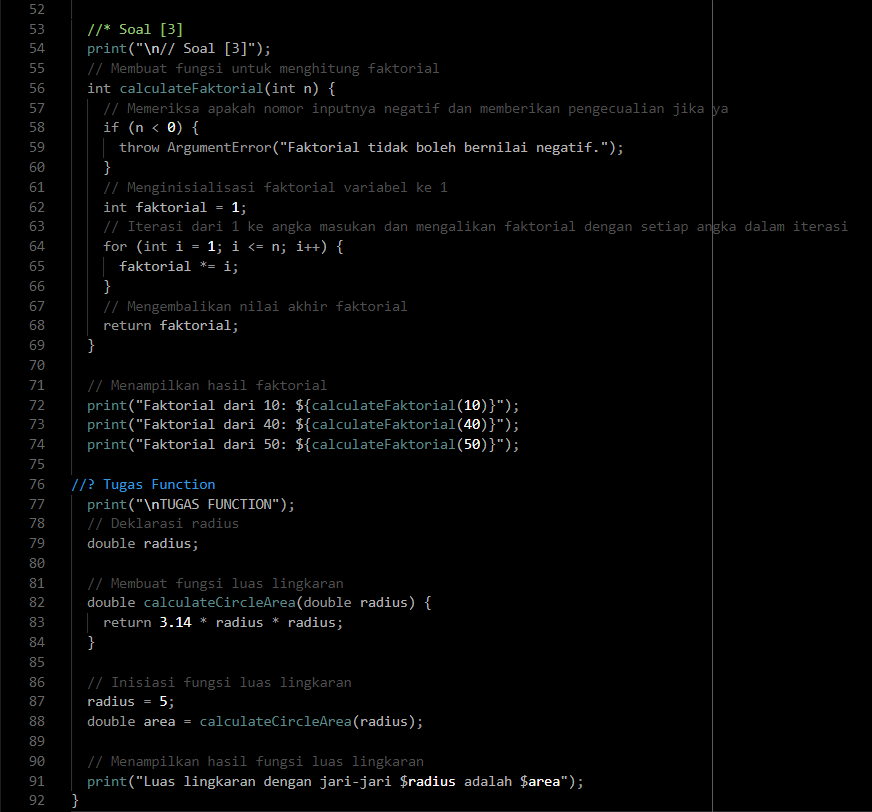 52
53 //* Soal [3]
54 print("\n// Soal [3]");
55 // Membuat fungsi untuk menghitung faktorial
56 int calculateFaktorial(int n) {
57 // Memeriksa apakah nomor inputnya negatif dan memberikan pengecualian jika ya
58 if (n < 0) {
59 throw ArgumentError("Faktorial tidak boleh bernilai negatif.");
60 }
61 // Menginisialisasi faktorial variabel ke 1
62 int faktorial = 1;
63 // Iterasi dari 1 ke angka masukan dan mengalikan faktorial dengan setiap angka dalam iterasi
64 for (int i = 1; i <= n; i++) {
65 faktorial *= i;
66 }
67 // Mengembalikan nilai akhir faktorial
68 return faktorial;
69 }
70
71 // Menampilkan hasil faktorial
72 print("Faktorial dari 10: ${calculateFaktorial(10)}");
73 print("Faktorial dari 40: ${calculateFaktorial(40)}");
74 print("Faktorial dari 50: ${calculateFaktorial(50)}");
75
76 //? Tugas Function
77 print("\nTUGAS FUNCTION");
78 // Deklarasi radius
79 double radius;
80
81 // Membuat fungsi luas lingkaran
82 double calculateCircleArea(double radius) {
83 return 3.14 * radius * radius;
84 }
85
86 // Inisiasi fungsi luas lingkaran
87 radius = 5;
88 double area = calculateCircleArea(radius);
89
90 // Menampilkan hasil fungsi luas lingkaran
91 print("Luas lingkaran dengan jari-jari $radius adalah $area");
92 }